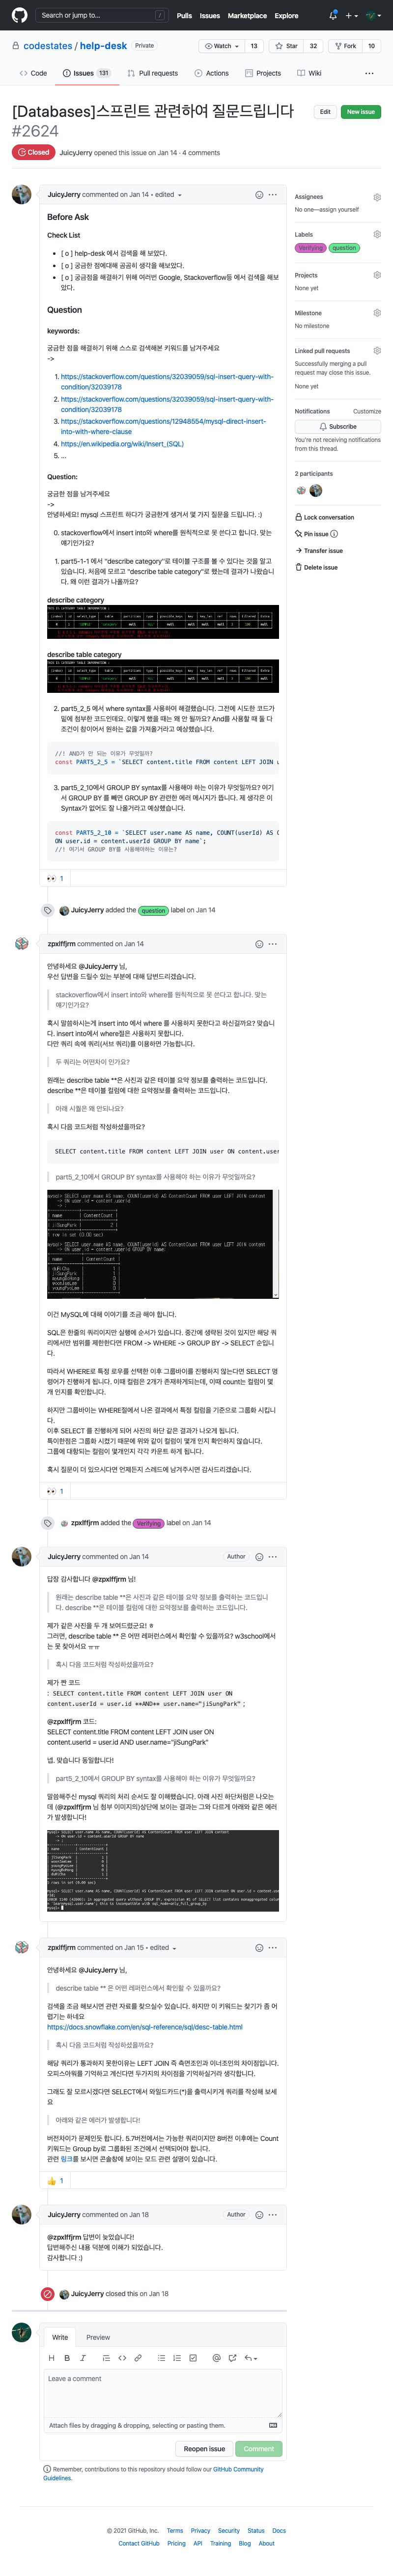 Search or jump to...
/
Pulls Issues Marketplace Explore
codestates / help-desk Private
Watch 13 Star 32 Fork 10
Code Issues 131 Pull requests Actions Projects Wiki
[Databases]스프린트 관련하여 질문드립니다
#2624
Edit New issue
Closed JuicyJerry opened this issue on Jan 14 · 4 comments
JuicyJerry commented on Jan 14 • edited
Before Ask
Check List
• [ o ] help-desk 에서 검색을 해 보았다.
• [ o ] 궁금한 점에대해 곰곰히 생각을 해보았다.
• [ o ] 궁금점을 해결하기 위해 여러번 Google, Stackoverflow등 에서 검색을 해보
았다.
Question
keywords:
궁금한 점을 해결하기 위해 스스로 검색해본 키워드를 남겨주세요
->
1. https://stackoverflow.com/questions/32039059/sql-insert-query-with-
condition/32039178
2. https://stackoverflow.com/questions/32039059/sql-insert-query-with-
condition/32039178
3. https://stackoverflow.com/questions/12948554/mysql-direct-insert-
into-with-where-clause
4. https://en.wikipedia.org/wiki/Insert_(SQL)
5. ...
Question:
궁금한 점을 남겨주세요
->
안녕하세요! mysql 스프린트 하다가 궁금한게 생겨서 몇 가지 질문을 드립니다. :)
0. stackoverflow에서 insert into와 where를 원칙적으로 못 쓴다고 합니다. 맞는
얘기인가요?
1. part5-1-1 에서 "describe category"로 테이블 구조를 볼 수 있다는 것을 알고
있습니다. 처음에 모르고 "describe table category"로 했는데 결과가 나왔습니
다. 왜 이런 결과가 나올까요?
describe category
describe table category
2. part5_2_5 에서 where syntax를 사용하여 해결했습니다. 그전에 시도한 코드가
밑에 첨부한 코드인데요. 이렇게 했을 때는 왜 안 될까요? And를 사용할 때 둘 다
조건이 참이어서 원하는 값을 가져올거라고 예상했습니다.
//! AND가 안 되는 이유가 무엇일까?
const PART5_2_5 = `SELECT content.title FROM content LEFT JOIN
3. part5_2_10에서 GROUP BY syntax를 사용해야 하는 이유가 무엇일까요? 여기
서 GROUP BY 를 빼면 GROUP BY 관련한 에러 메시지가 뜹니다. 제 생각은 이
Syntax가 없어도 잘 나올거라고 예상했습니다.
const PART5_2_10 = `SELECT user.name AS name, COUNT(userId) AS C
ON user.id = content.userId GROUP BY name`;
//! 여기서 GROUP BY를 사용해야하는 이유는?
👀 1
JuicyJerry added the question label on Jan 14
zpxlffjrm commented on Jan 14
안녕하세요 @JuicyJerry 님,
우선 답변을 드릴수 있는 부분에 대해 답변드리겠습니다.
stackoverflow에서 insert into와 where를 원칙적으로 못 쓴다고 합니다. 맞는
얘기인가요?
혹시 말씀하시는게 insert into 에서 where 를 사용하지 못한다고 하신걸까요? 맞습니
다. insert into에서 where절은 사용하지 못합니다.
다만 쿼리 속에 쿼리(서브 쿼리)를 이용하면 가능합니다.
두 쿼리는 어떤차이 인가요?
원래는 describe table **은 사진과 같은 테이블 요약 정보를 출력하는 코드입니다.
describe **은 테이블 컬럼에 대한 요약정보를 출력하는 코드입니다.
아래 시퀄은 왜 안되나요?
혹시 다음 코드처럼 작성하셨을까요?
SELECT content.title FROM content LEFT JOIN user ON content.user
part5_2_10에서 GROUP BY syntax를 사용해야 하는 이유가 무엇일까요?
이건 MySQL에 대해 이야기를 조금 해야 합니다.
SQL은 한줄의 쿼리이지만 실행에 순서가 있습니다. 중간에 생략된 것이 있지만 해당 쿼
리에서만 범위를 제한한다면 FROM -> WHERE -> GROUP BY -> SELECT 순입니
다.
따라서 WHERE로 특정 로우를 선택한 이후 그룹바이를 진행하지 않는다면 SELECT 명
령어가 진행하게 됩니다. 이때 컬럼은 2개가 존재하게되는데, 이때 count는 컬럼이 몇
개 인지를 확인합니다.
하지만 그룹바이는 WHERE절에서 나온 결과에서 특정 컬럼을 기준으로 그룹화 시킵니
다.
이후 SELECT 를 진행하게 되어 사진의 하단 같은 결과가 나오게 됩니다.
특이한점은 그룹화 시켰기 때문에 위와 같이 컬럼이 몇개 인지 확인하지 않습니다.
그룹에 대항되는 컬럼이 몇개인지 각각 카운트 하게 됩니다.
혹시 질문이 더 있으시다면 언제든지 스레드에 남겨주시면 감사드리겠습니다.
👀 1
zpxlffjrm added the Verifying label on Jan 14
JuicyJerry commented on Jan 14 Author
답장 감사합니다 @zpxlffjrm 님!
원래는 describe table **은 사진과 같은 테이블 요약 정보를 출력하는 코드입니
다. describe **은 테이블 컬럼에 대한 요약정보를 출력하는 코드입니다.
제가 같은 사진을 두 개 보여드렸군요! ㅎ
그러면, describe table ** 은 어떤 레퍼런스에서 확인할 수 있을까요? w3school에서
는 못 찾아서요 ㅠㅠ
혹시 다음 코드처럼 작성하셨을까요?
제가 짠 코드
: SELECT content.title FROM content LEFT JOIN user ON
content.userId = user.id **AND** user.name="jiSungPark" ;
@zpxlffjrm 코드:
SELECT content.title FROM content LEFT JOIN user ON
content.userId = user.id AND user.name="jiSungPark"
넵. 맞습니다 동일합니다!
part5_2_10에서 GROUP BY syntax를 사용해야 하는 이유가 무엇일까요?
말씀해주신 mysql 쿼리의 처리 순서도 잘 이해했습니다. 아래 사진 하단처럼은 나오는
데 (@zpxlffjrm 님 첨부 이미지의)상단에 보이는 결과는 그와 다르게 아래와 같은 에러
가 발생합니다!
zpxlffjrm commented on Jan 15 • edited
안녕하세요 @JuicyJerry 님,
describe table ** 은 어떤 레퍼런스에서 확인할 수 있을까요?
검색을 조금 해보시면 관련 자료를 찾으실수 있습니다. 하지만 이 키워드는 찾기가 좀 어
렵기는 하네요
https://docs.snowflake.com/en/sql-reference/sql/desc-table.html
혹시 다음 코드처럼 작성하셨을까요?
해당 쿼리가 통과하지 못한이유는 LEFT JOIN 즉 측면조인과 이너조인의 차이점입니다.
오피스아워를 기억하고 계신다면 두가지의 차이점을 기억하실거라 생각합니다.
그래도 잘 모르시겠다면 SELECT에서 와일드카드(*)을 출력시키게 쿼리를 작성해 보세
요
아래와 같은 에러가 발생합니다!
버전차이가 문제인듯 합니다. 5.7버전에서는 가능한 쿼리이지만 8버전 이후에는 Count
키워드는 Group by로 그룹화된 조건에서 선택되어야 합니다.
관련 링크를 보시면 콘솔창에 보이는 모드 관련 설명이 있습니다.
👍 1
JuicyJerry commented on Jan 18 Author
@zpxlffjrm 답변이 늦었습니다!
답변해주신 내용 덕분에 이해가 되었습니다.
감사합니다 :)
JuicyJerry closed this on Jan 18
Write Preview
Leave a comment
Attach files by dragging & dropping, selecting or pasting them.
Reopen issue Comment
Remember, contributions to this repository should follow our GitHub Community
Guidelines.
Assignees
No one—assign yourself
Labels
Verifying question
Projects
None yet
Milestone
No milestone
Linked pull requests
Successfully merging a pull
request may close this issue.
None yet
Notifications Customize
Subscribe
You're not receiving notifications
from this thread.
2 participants
Lock conversation
Pin issue
Transfer issue
Delete issue
© 2021 GitHub, Inc. Terms Privacy Security Status Docs
Contact GitHub Pricing API Training Blog About